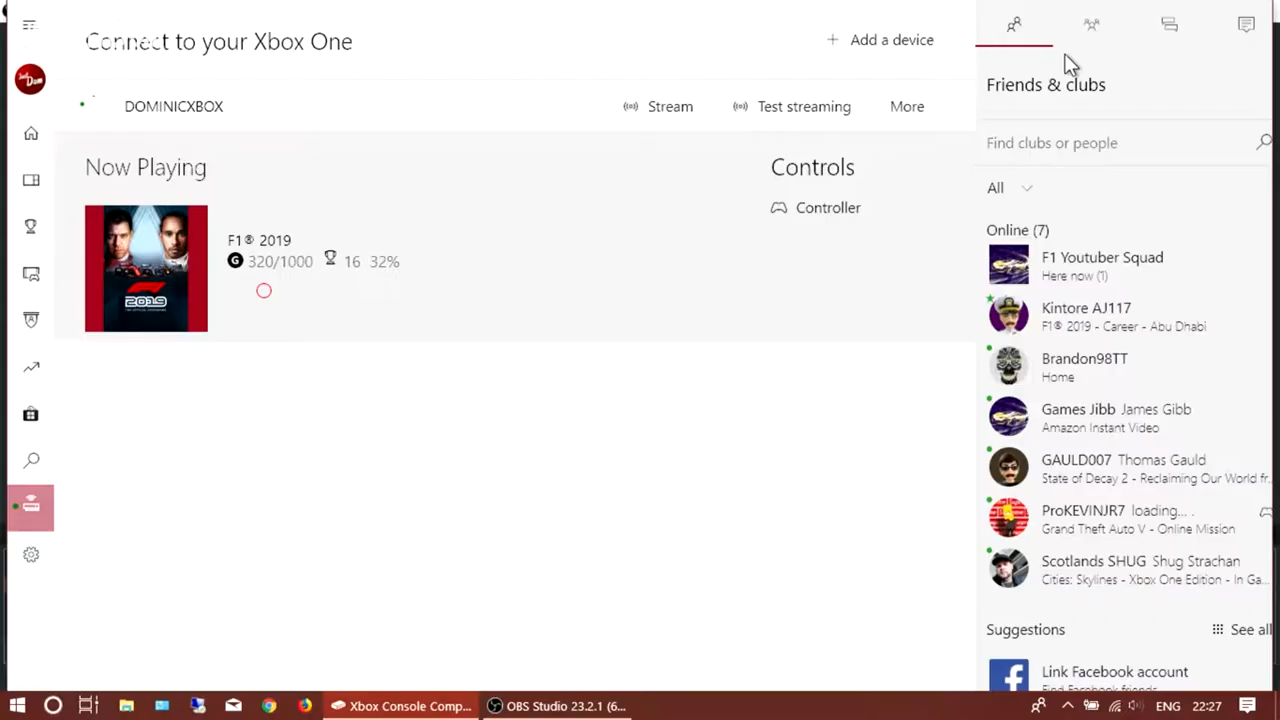 Connect to your Xbox One
Add a device
DOMINICXBOX
Stream
Test streaming
More
Now Playing
Controls
Controller
F1® 2019
320/1000 16 32%
2019
Friends & clubs
Find clubs or people
All
Online (7)
F1 Youtuber Squad
Here now (1)
Kintore AJ117
F1® 2019 - Career - Abu Dhabi
Brandon98TT
Home
Games Jibb James Gibb
Amazon Instant Video
GAULD007 Thomas Gauld
State of Decay 2 - Reclaiming Our World fr...
ProKEVINJR7 loading... .
Grand Theft Auto V - Online Mission
Scotlands SHUG Shug Strachan
Cities: Skylines - Xbox One Edition - In Ga...
Suggestions
See all
Link Facebook account
Find Facebook friends
Xbox Console Comp...
OBS Studio 23.2.1 (6...
ENG
22:27